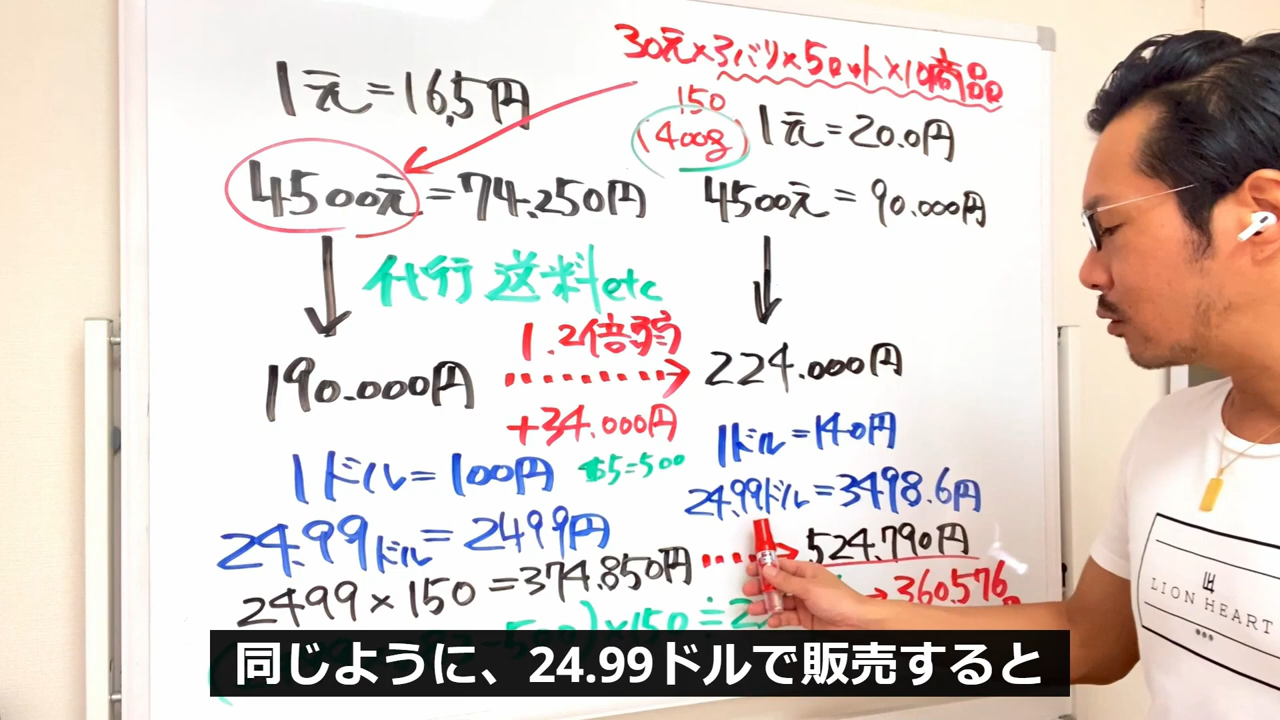 30元×3バリ×5ロット×10商品
1元=16.5円
150
(400g)
1元=20.0円
4500元=74.250円
4500元=90.000円
代行 送料etc
1.2倍弱
190.000円
224.000円
+34.000円
1ドル=100円
$5=500
1ドル=140円
24.99ドル=2499円
24.99ドル=3498.6円
2499×150=374.850円
524.790円
360.576
)×150≒2
LH
LION HEART
同じように、24.99ドルで販売すると